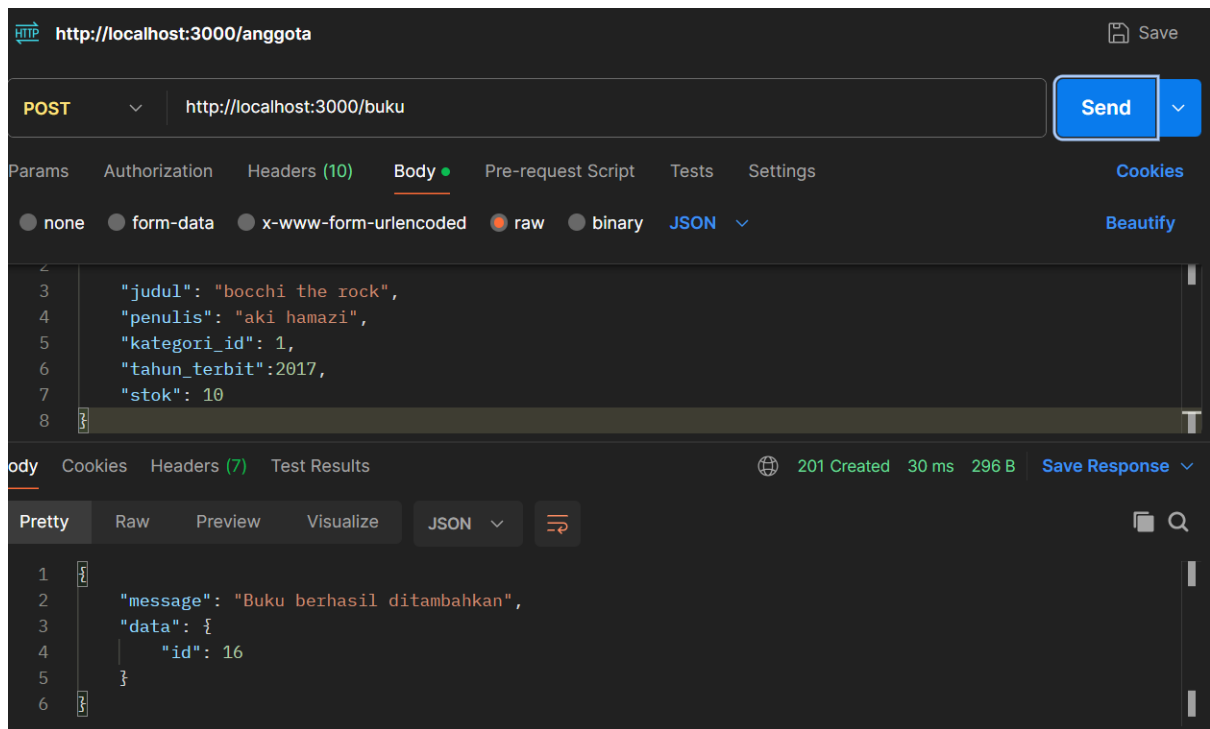 HTTP http://localhost:3000/anggota Save
POST http://localhost:3000/buku Send
Params Authorization Headers (10) Body Pre-request Script Tests Settings Cookies
none form-data x-www-form-urlencoded raw binary JSON Beautify
2
3 "judul": "bocchi the rock",
4 "penulis": "aki hamazi",
5 "kategori_id": 1,
6 "tahun_terbit":2017,
7 "stok": 10
8 }
ody Cookies Headers (7) Test Results 201 Created 30 ms 296 B Save Response
Pretty Raw Preview Visualize JSON
1 {
2 "message": "Buku berhasil ditambahkan",
3 "data": {
4 "id": 16
5 }
6 }